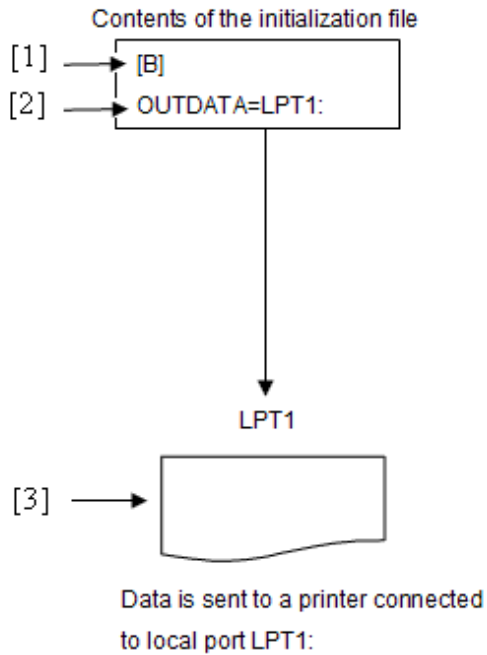 Contents of the initialization file
[1] [B]
[2] OUTDATA=LPT1:
LPT1
[3]
Data is sent to a printer connected
to local port LPT1: